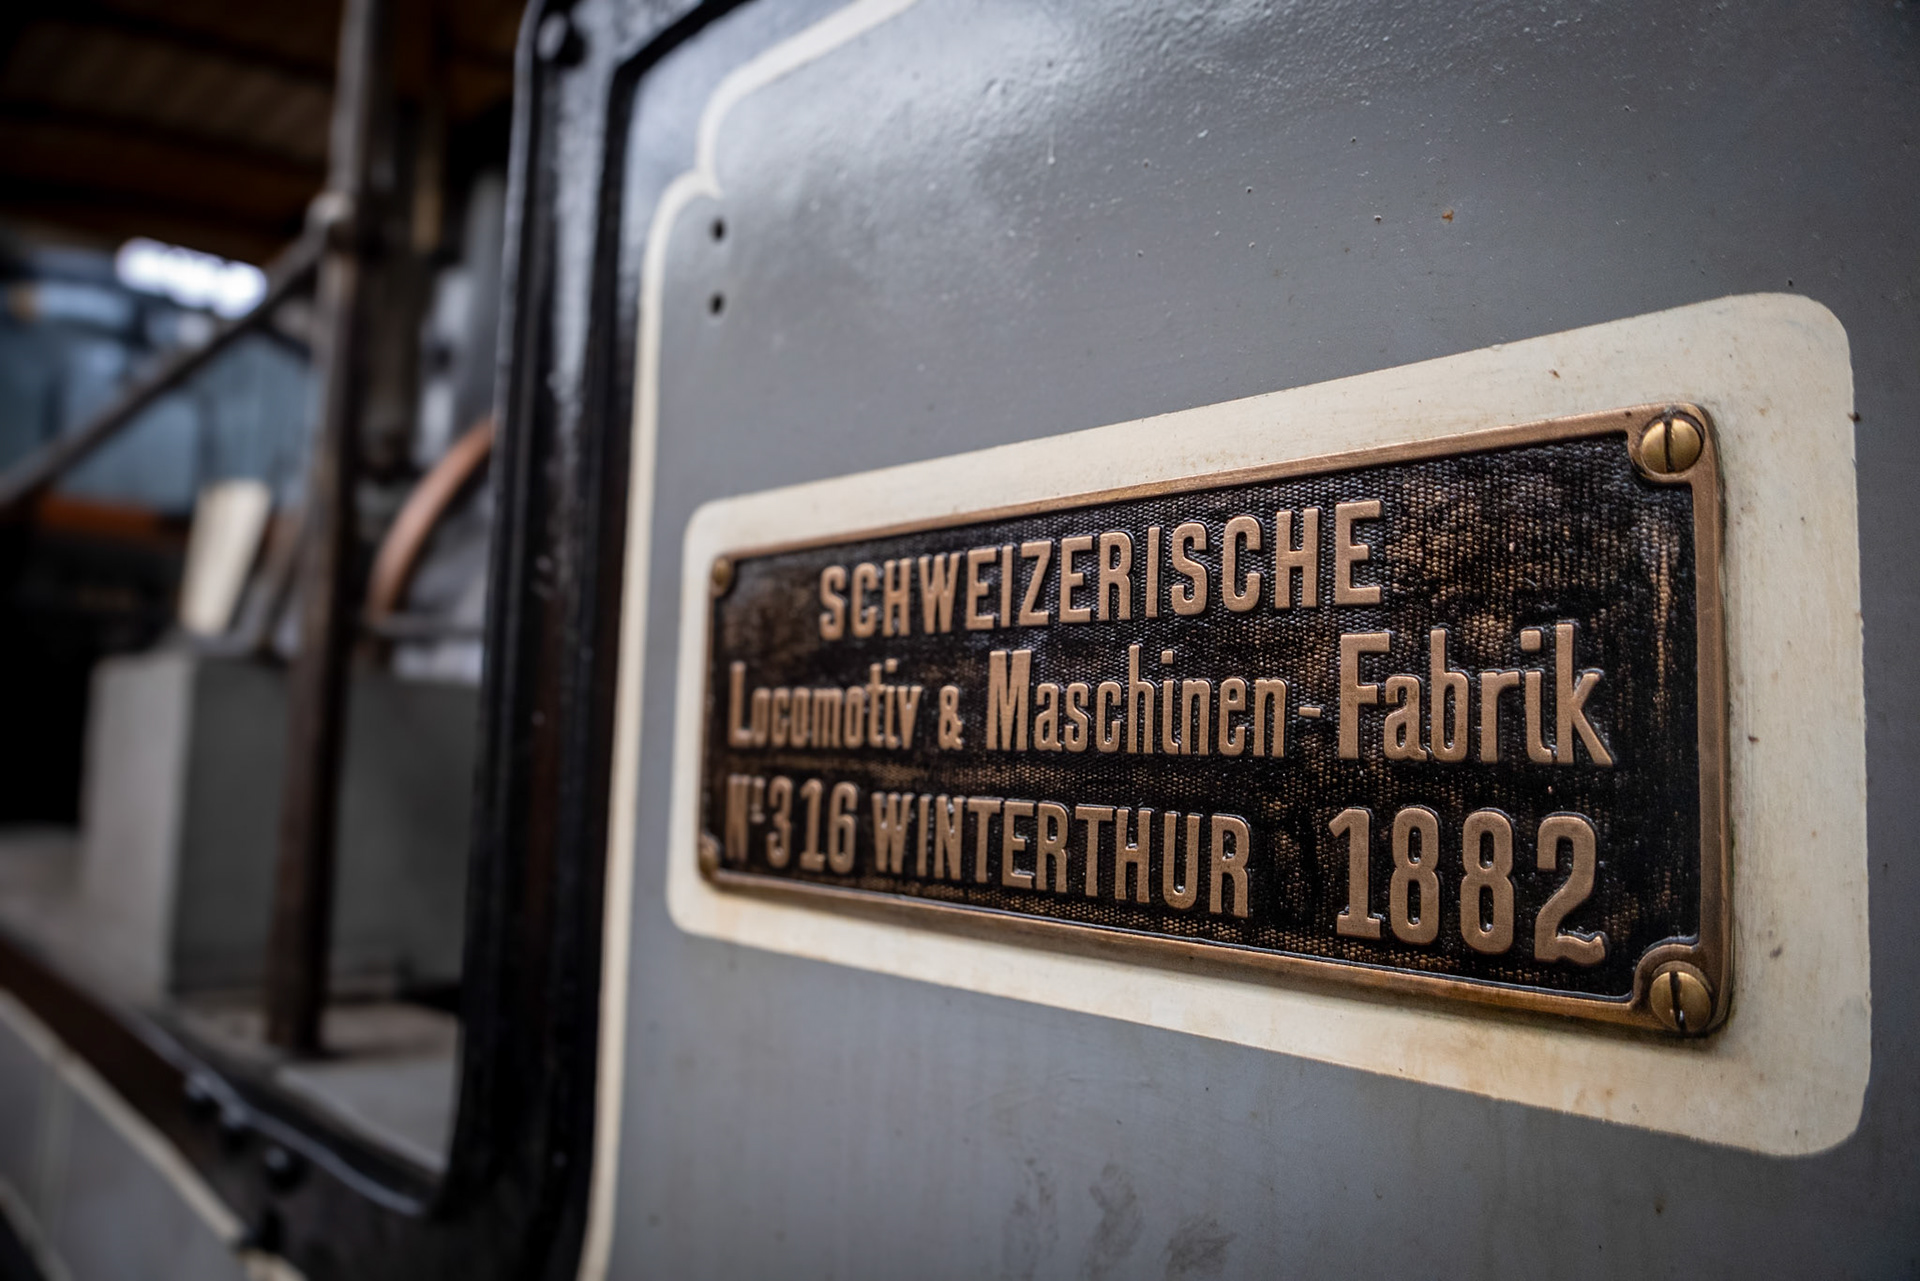 SCHWEIZERISCHE
Locomotiv & Maschinen-Fabrik
No 316 WINTERTHUR 1882